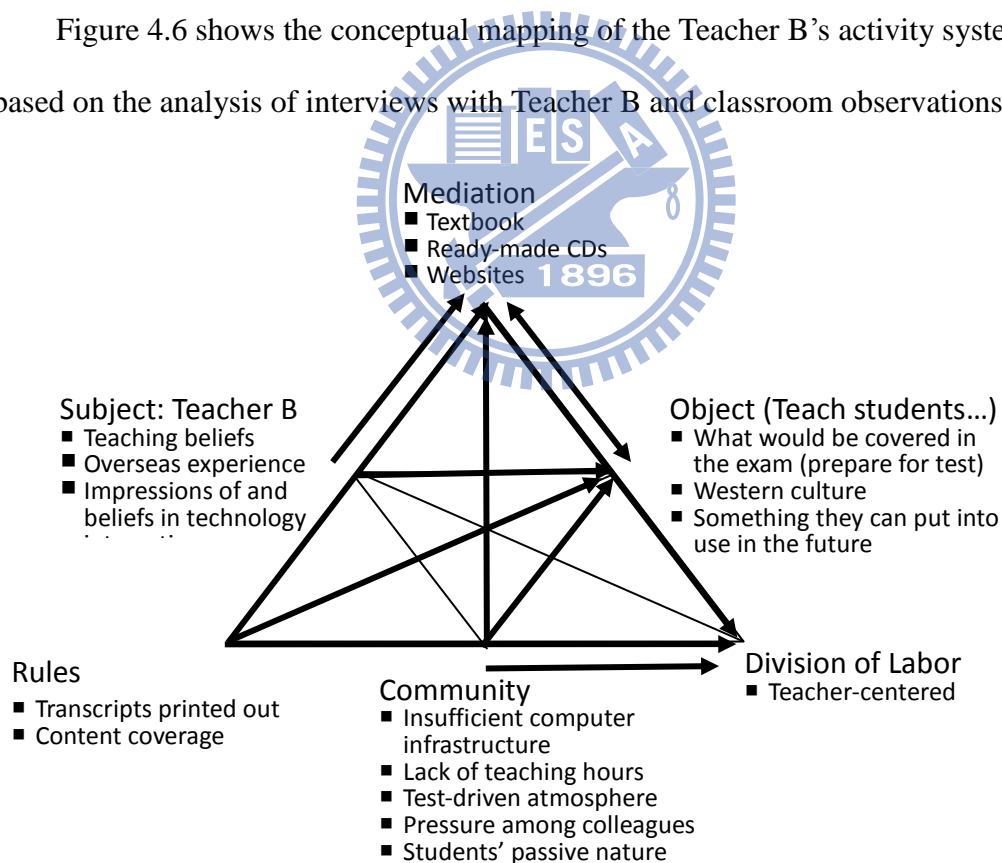 Figure 4.6 shows the conceptual mapping of the Teacher B's activity syste
based on the analysis of interviews with Teacher B and classroom observations
E S A
1896
Mediation
■ Textbook
■ Ready-made CDs
■ Websites
Subject: Teacher B
■ Teaching beliefs
■ Overseas experience
■ Impressions of and
beliefs in technology
Object (Teach students...)
■ What would be covered in
the exam (prepare for test)
■ Western culture
■ Something they can put into
use in the future
Rules
■ Transcripts printed out
■ Content coverage
Community
■ Insufficient computer
infrastructure
■ Lack of teaching hours
■ Test-driven atmosphere
■ Pressure among colleagues
■ Students' passive nature
Division of Labor
■ Teacher-centered